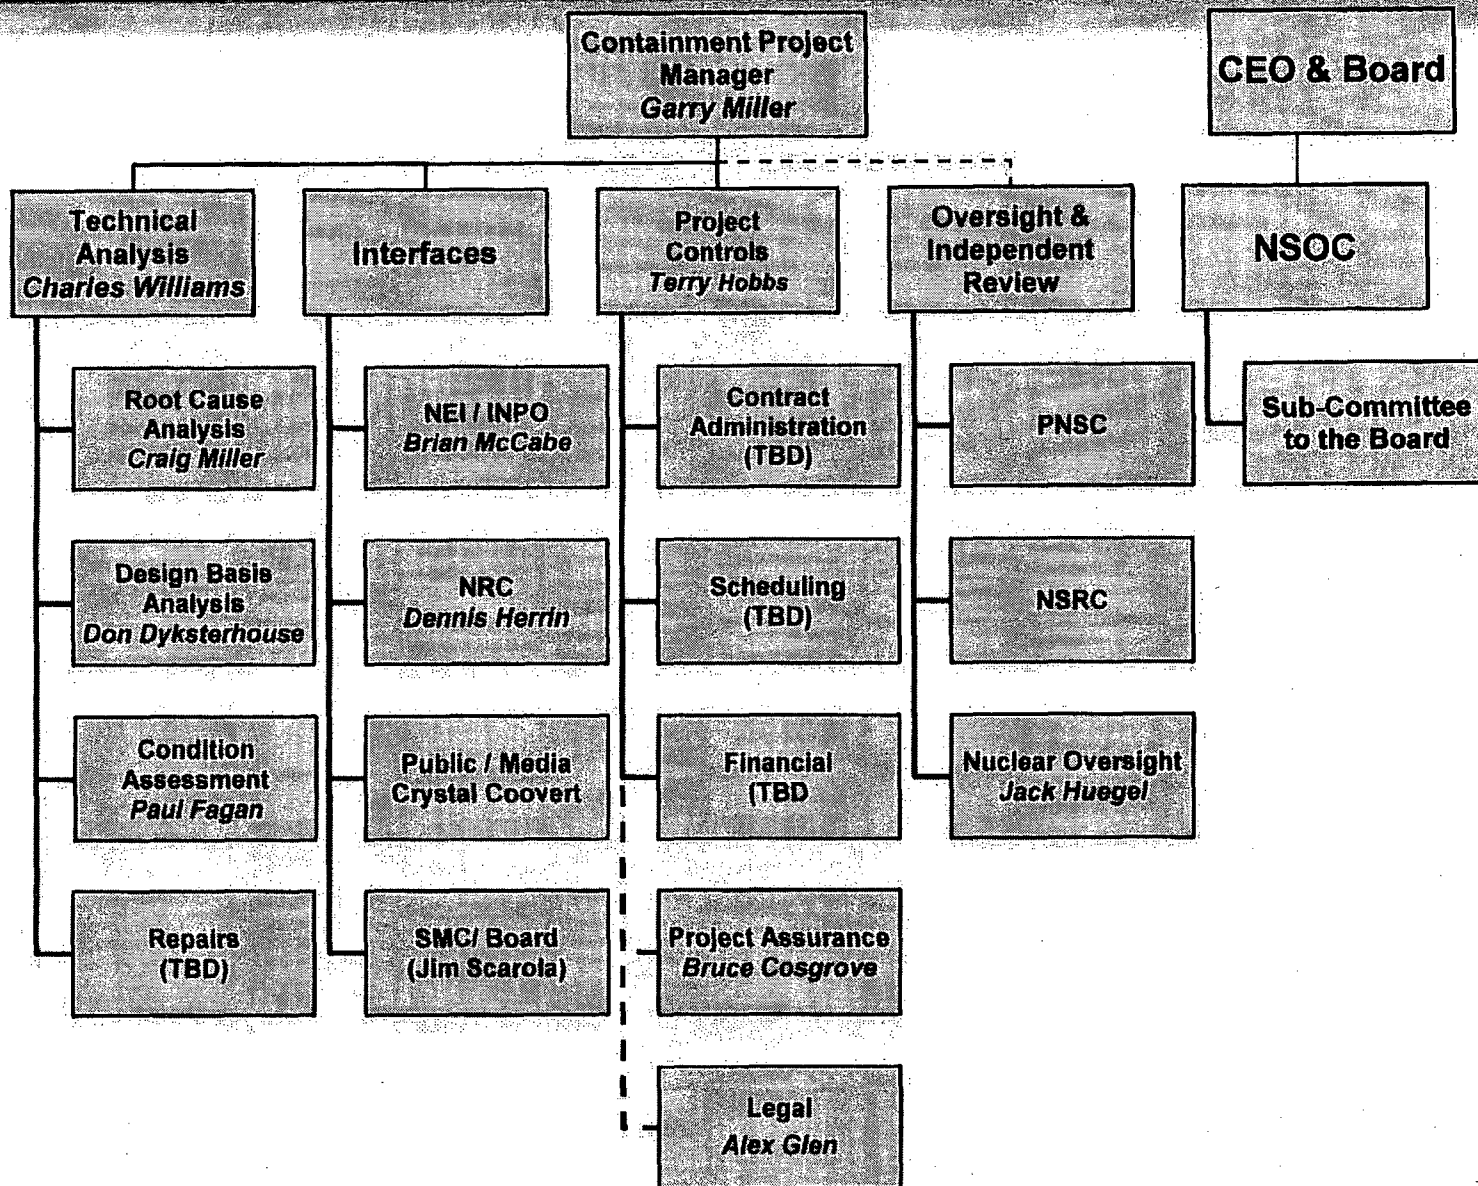 Containment Project
Manager
Garry Miller
CEO & Board
Technical
Analysis
Charles Williams
Interfaces
Project
Controls
Terry Hobbs
Oversight &
Independent
Review
NSOC
Root Cause
Analysis
Craig Miller
NEI / INPO
Brian McCabe
Contract
Administration
(TBD)
PNSC
Sub-Committee
to the Board
Design Basis
Analysis
Don Dyksterhouse
NRC
Dennis Herrin
Scheduling
(TBD)
NSRC
Condition
Assessment
Paul Fagan
Public / Media
Crystal Coovert
Financial
(TBD
Nuclear Oversight
Jack Huegel
Repairs
(TBD)
SMC/ Board
(Jim Scarola)
Project Assurance
Bruce Cosgrove
Legal
Alex Glen